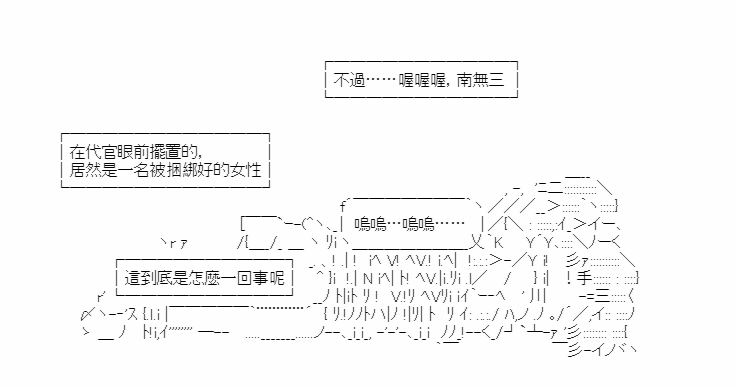 不過……喔喔喔，南無三
在代官眼前擺置的，
居然是一名被捆綁好的女性
嗚嗚…嗚嗚……
這到底是怎麼一回事呢